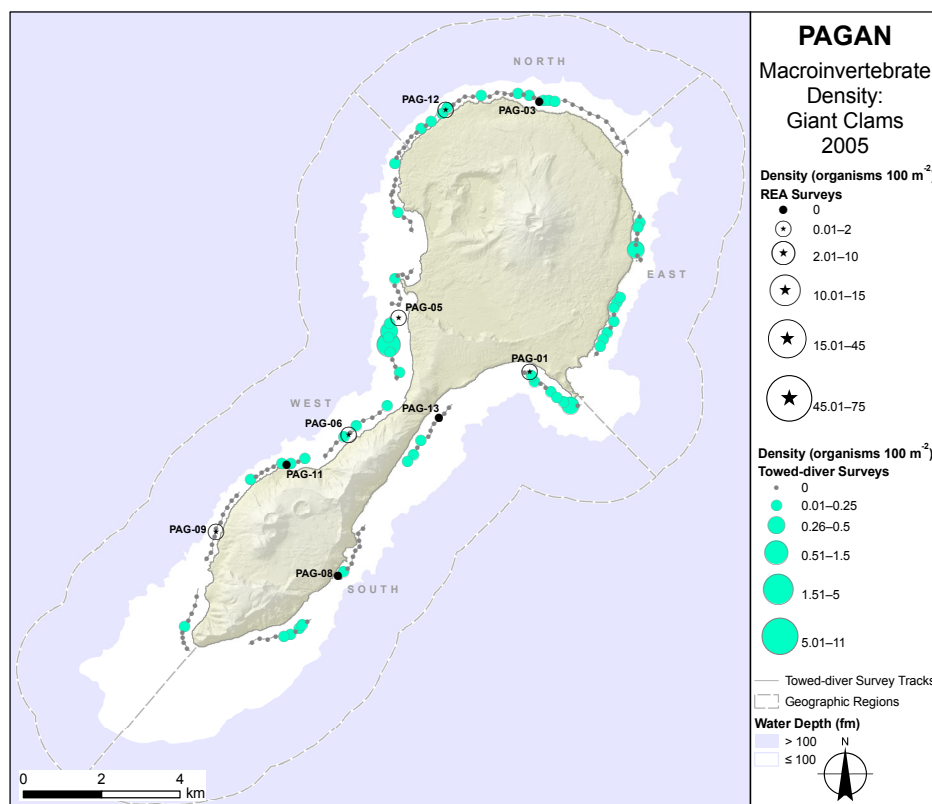 PAGAN
Macroinvertebrate
Density:
Giant Clams
2005
Density (organisms 100 m⁻²)
REA Surveys
0
0.01–2
2.01–10
10.01–15
15.01–45
45.01–75
Density (organisms 100 m⁻²)
Towed-diver Surveys
0
0.01–0.25
0.26–0.5
0.51–1.5
1.51–5
5.01–11
Towed-diver Survey Tracks
Geographic Regions
Water Depth (fm)
> 100
≤ 100
N
NORTH
PAG-12
PAG-03
EAST
PAG-05
PAG-01
WEST
PAG-13
PAG-06
PAG-11
PAG-09
PAG-08
SOUTH
0 2 4
km